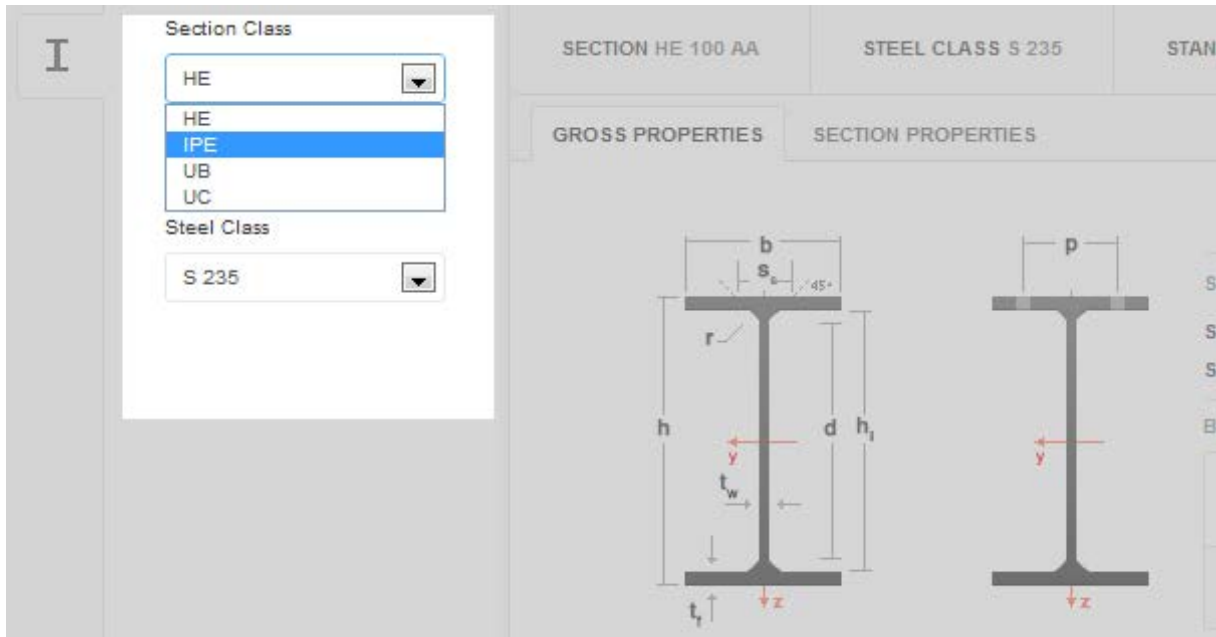 Section Class
HE
HE
IPE
UB
UC
Steel Class
S 235
SECTION HE 100 AA
STEEL CLASS S 235
STAN
GROSS PROPERTIES
SECTION PROPERTIES
b
s
45°
r
h
d
h
y
t w
t f
z
p
y
z
S
S
S
B